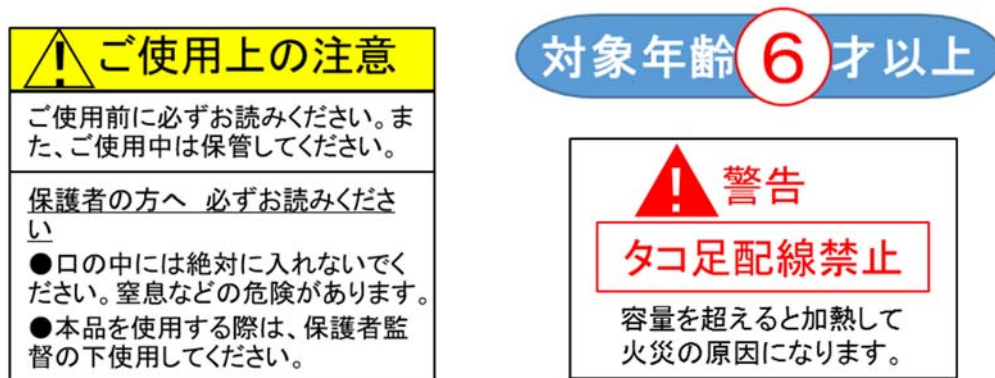 ご使用上の注意
ご使用前に必ずお読みください。ま
た、ご使用中は保管してください。
保護者の方へ 必ずお読みくださ
い
●口の中には絶対に入れないでく
ださい。窒息などの危険があります。
●本品を使用する際は、保護者監
督の下使用してください。
対象年齢6才以上
警告
タコ足配線禁止
容量を超えると加熱して
火災の原因になります。